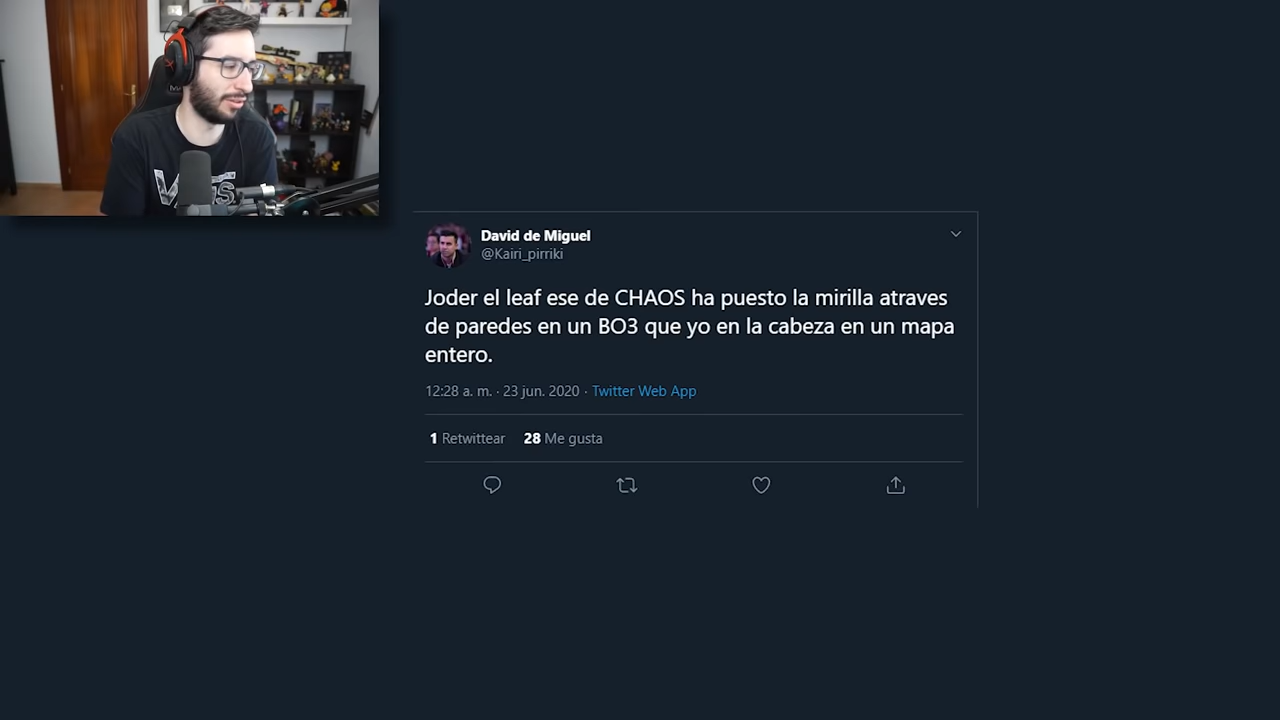 David de Miguel
@Kairi_pirriki
Joder el leaf ese de CHAOS ha puesto la mirilla atraves
de paredes en un BO3 que yo en la cabeza en un mapa
entero.
12:28 a. m. · 23 jun. 2020 · Twitter Web App
1 Retwittear 28 Me gusta